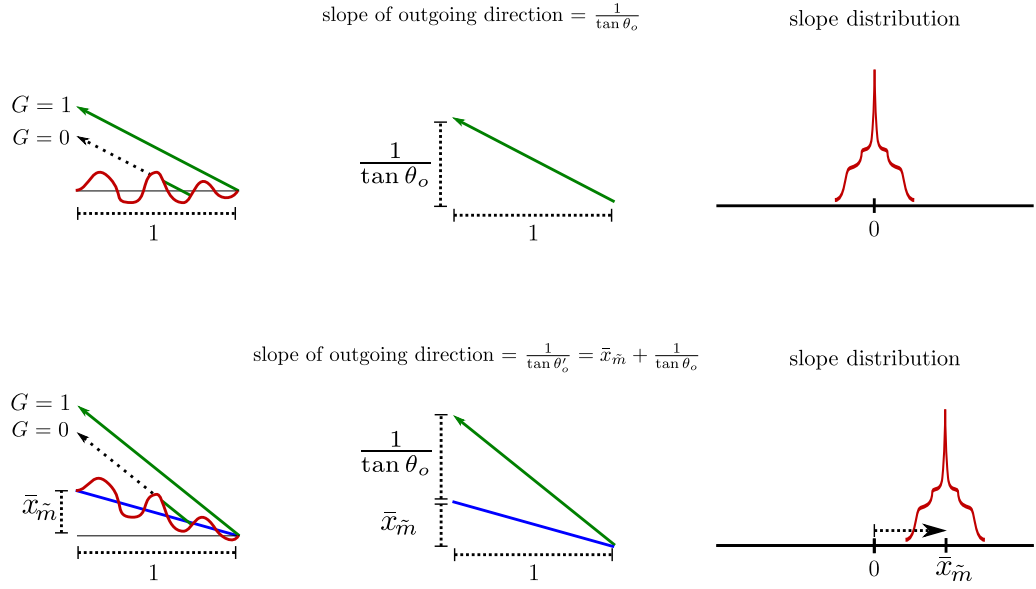 slope of outgoing direction = 1/tan θ_o
slope distribution
G = 1
G = 0
1
1/tan θ_o
1
0
slope of outgoing direction = 1/tan θ′_o = x̄_m̃ + 1/tan θ_o
slope distribution
G = 1
G = 0
x̄_m̃
1
1/tan θ_o
x̄_m̃
1
0
x̄_m̃